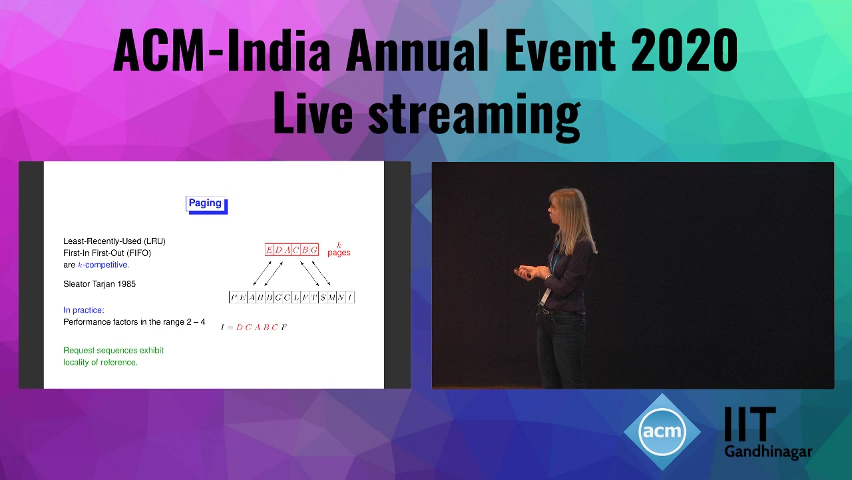 ACM-India Annual Event 2020
Live streaming
Paging
Least-Recently-Used (LRU)
First-In First-Out (FIFO)
are k-competitive.
Sleator Tarjan 1985
In practice:
Performance factors in the range 2 – 4
Request sequences exhibit
locality of reference.
E D A C B G
k
pages
F E A H B G C L F T S M N I
I = D C A B C F
acm
IIT
Gandhinagar